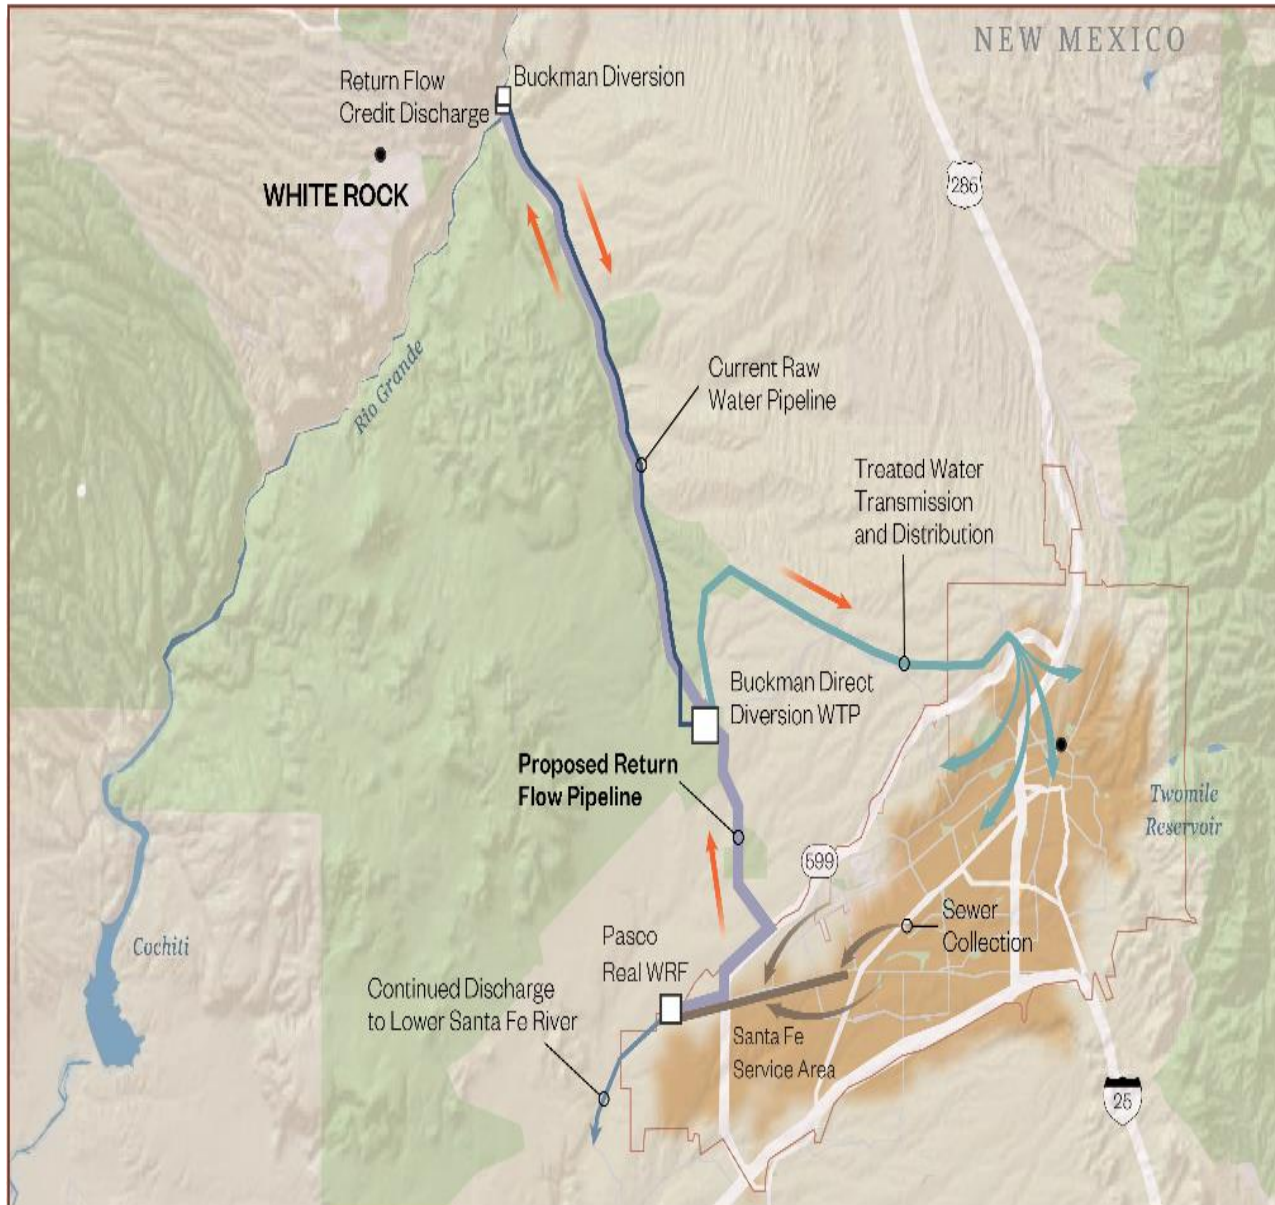 NEW MEXICO
Buckman Diversion
Return Flow
Credit Discharge
WHITE ROCK
285
Rio Grande
Current Raw
Water Pipeline
Treated Water
Transmission
and Distribution
Buckman Direct
Diversion WTP
Proposed Return
Flow Pipeline
Twomile
Reservoir
599
Sewer
Collection
Paseo
Real WRF
Cochiti
Continued Discharge
to Lower Santa Fe River
Santa Fe
Service Area
25